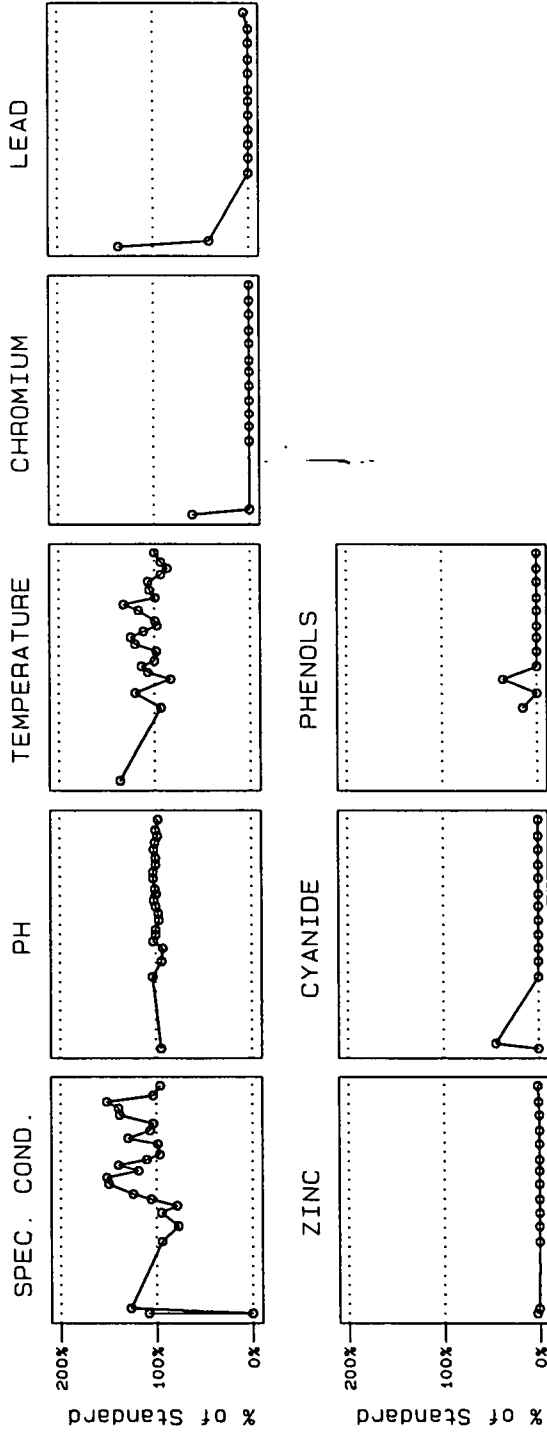 SPEC. COND.
PH
TEMPERATURE
CHROMIUM
LEAD
200%
100%
0%
% of Standard
ZINC
CYANIDE
PHENOLS
200%
100%
0%
% of Standard